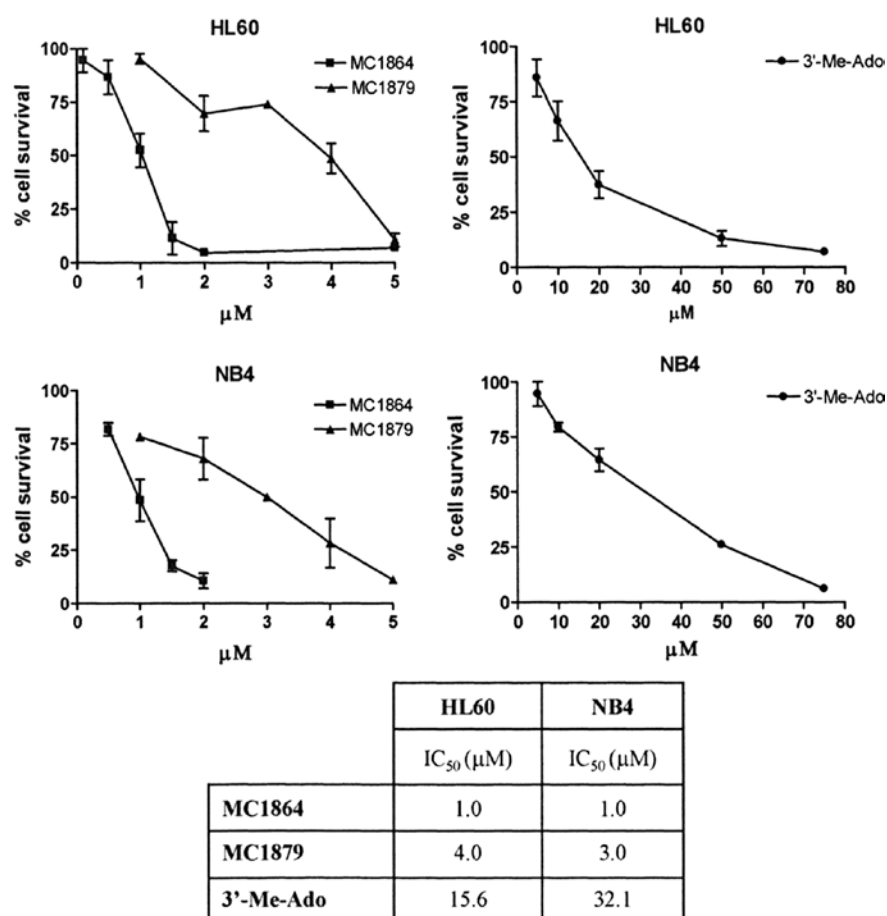 HL60
MC1864
MC1879
% cell survival
100
75
50
25
0
0 1 2 3 4 5
μM
HL60
3'-Me-Ado
% cell survival
100
75
50
25
0
0 10 20 30 40 50 60 70 80
μM
NB4
MC1864
MC1879
% cell survival
100
75
50
25
0
0 1 2 3 4 5
μM
NB4
3'-Me-Ado
% cell survival
100
75
50
25
0
0 10 20 30 40 50 60 70 80
μM
HL60 NB4
IC50 (μM) IC50 (μM)
MC1864 1.0 1.0
MC1879 4.0 3.0
3’-Me-Ado 15.6 32.1